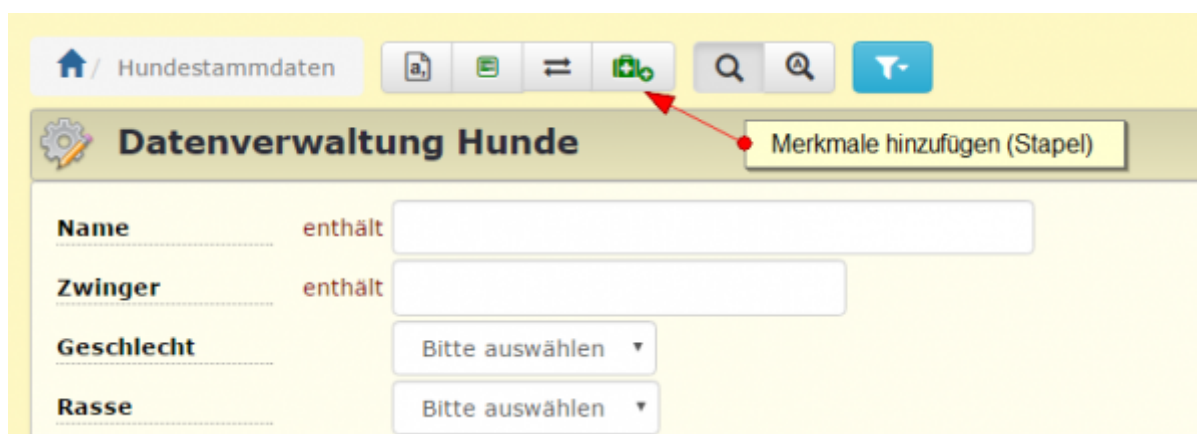 / Hundestammdaten
a,
A
Datenverwaltung Hunde
Merkmale hinzufügen (Stapel)
Name enthält
Zwinger enthält
Geschlecht Bitte auswählen
Rasse Bitte auswählen